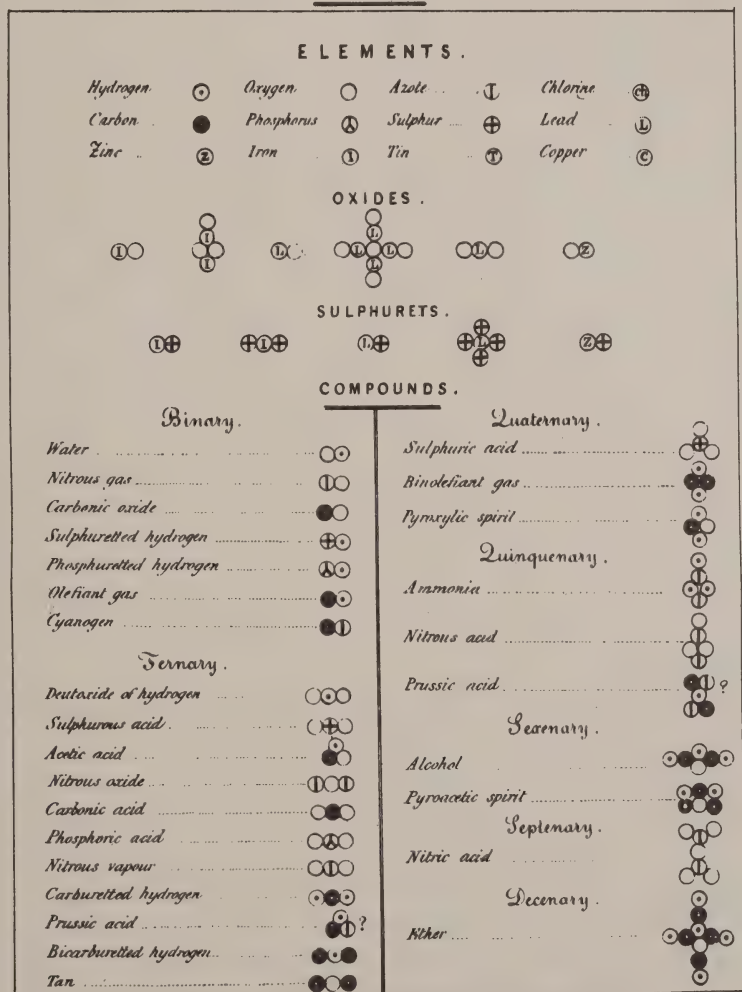 ELEMENTS.
Hydrogen Oxygen Azote Chlorine Ch
Carbon Phosphorus Sulphur Lead L
Zinc Z Iron I Tin T Copper C
OXIDES.
I I I L L L L L L Z
SULPHURETS.
I I L L Z
COMPOUNDS.
Binary.
Water
Nitrous gas
Carbonic oxide
Sulphuretted hydrogen
Phosphuretted hydrogen
Olefiant gas
Cyanogen
Ternary.
Deutoxide of hydrogen
Sulphurous acid
Acetic acid
Nitrous oxide
Carbonic acid
Phosphoric acid
Nitrous vapour
Carburetted hydrogen
Prussic acid ?
Bicarburetted hydrogen
Tan
Quaternary.
Sulphuric acid
Binolefiant gas
Pyroxylic spirit
Quinquenary.
Ammonia
Nitrous acid
Prussic acid ?
Sexenary.
Alcohol
Pyroacetic spirit
Septenary.
Nitric acid
Decenary.
Ether